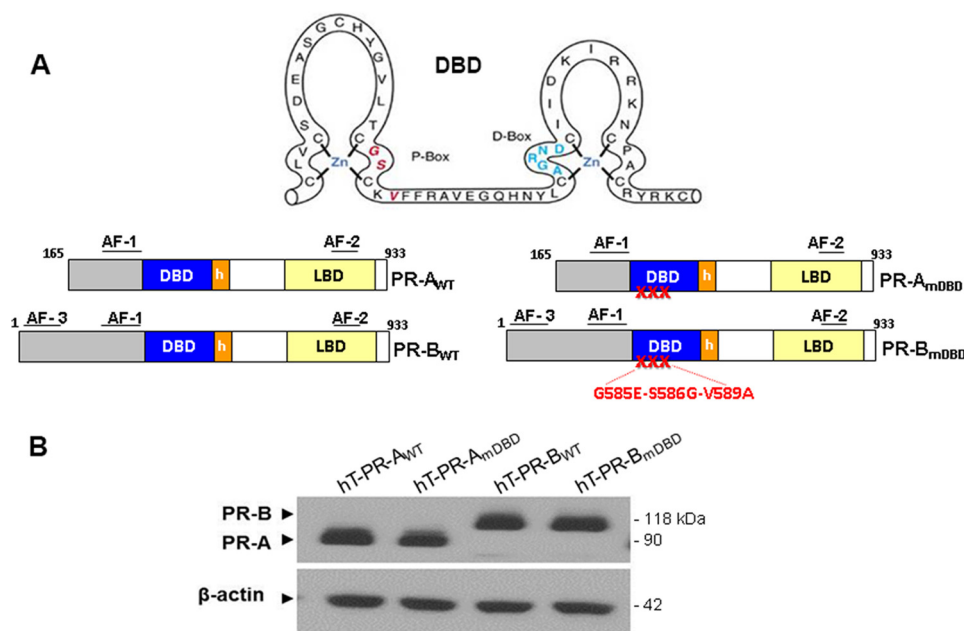 A
DBD
C L V S D E A S G C H Y G V L T C G S C K V F F R A V E G Q H N Y L C A G R N D C I I D K I R R K N C P A C R Y R K C
Zn
P-Box
D-Box
Zn
165 AF-1 AF-2 933
DBD h LBD PR-AWT
1 AF- 3 AF-1 AF-2 933
DBD h LBD PR-BWT
165 AF-1 AF-2 933
DBD h LBD PR-AmDBD
XXX
1 AF- 3 AF-1 AF-2 933
DBD h LBD PR-BmDBD
XXX
G585E-S586G-V589A
B
hT-PR-AWT hT-PR-AmDBD hT-PR-BWT hT-PR-BmDBD
PR-B - 118 kDa
PR-A - 90
β-actin - 42